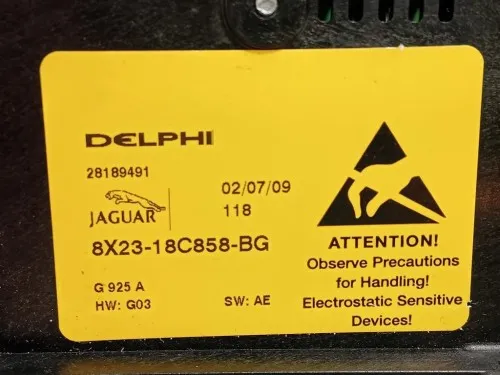 DELPHI
28189491
JAGUAR
02/07/09
118
8X23-18C858-BG
G 925 A
HW: G03
SW: AE
ATTENTION!
Observe Precautions
for Handling!
Electrostatic Sensitive
Devices!